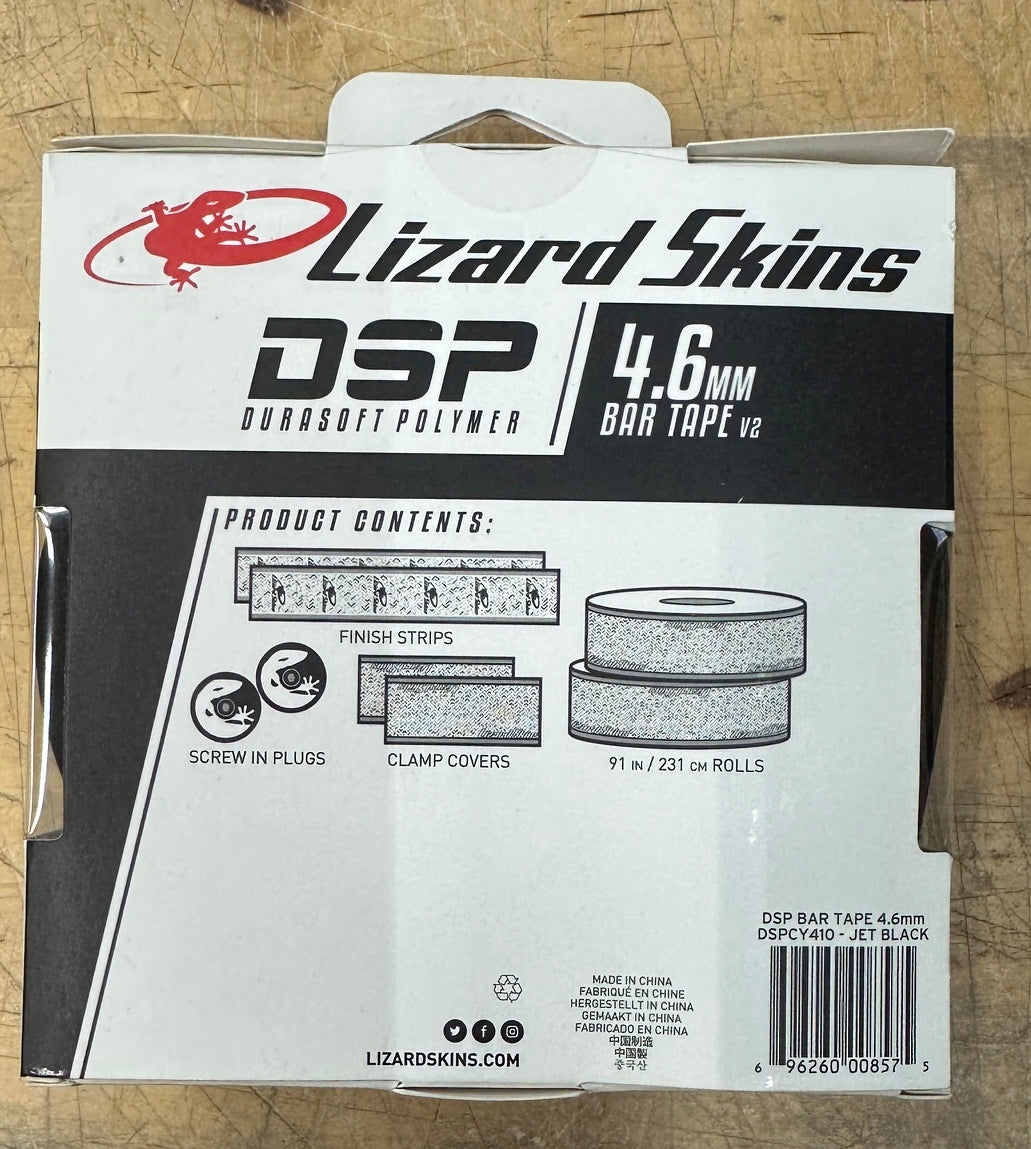 Lizard Skins
DSP
DURASOFT POLYMER
4.6MM
BAR TAPE V2
PRODUCT CONTENTS:
FINISH STRIPS
SCREW IN PLUGS
CLAMP COVERS
91 IN / 231 CM ROLLS
DSP BAR TAPE 4.6mm
DSPCY410 - JET BLACK
MADE IN CHINA
FABRIQUÉ EN CHINE
HERGESTELLT IN CHINA
GEMAAKT IN CHINA
FABRICADO EN CHINA
中国制造
中国製
중국산
LIZARDSKINS.COM
6 96260 00857 5